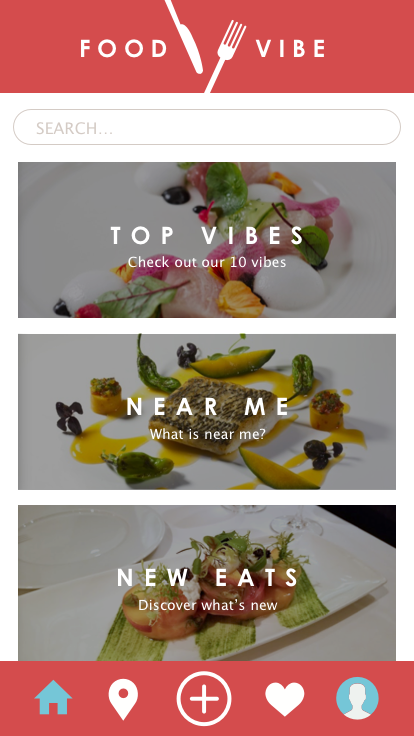 FOOD VIBE
SEARCH...
TOP VIBES
Check out our 10 vibes
NEAR ME
What is near me?
NEW EATS
Discover what's new